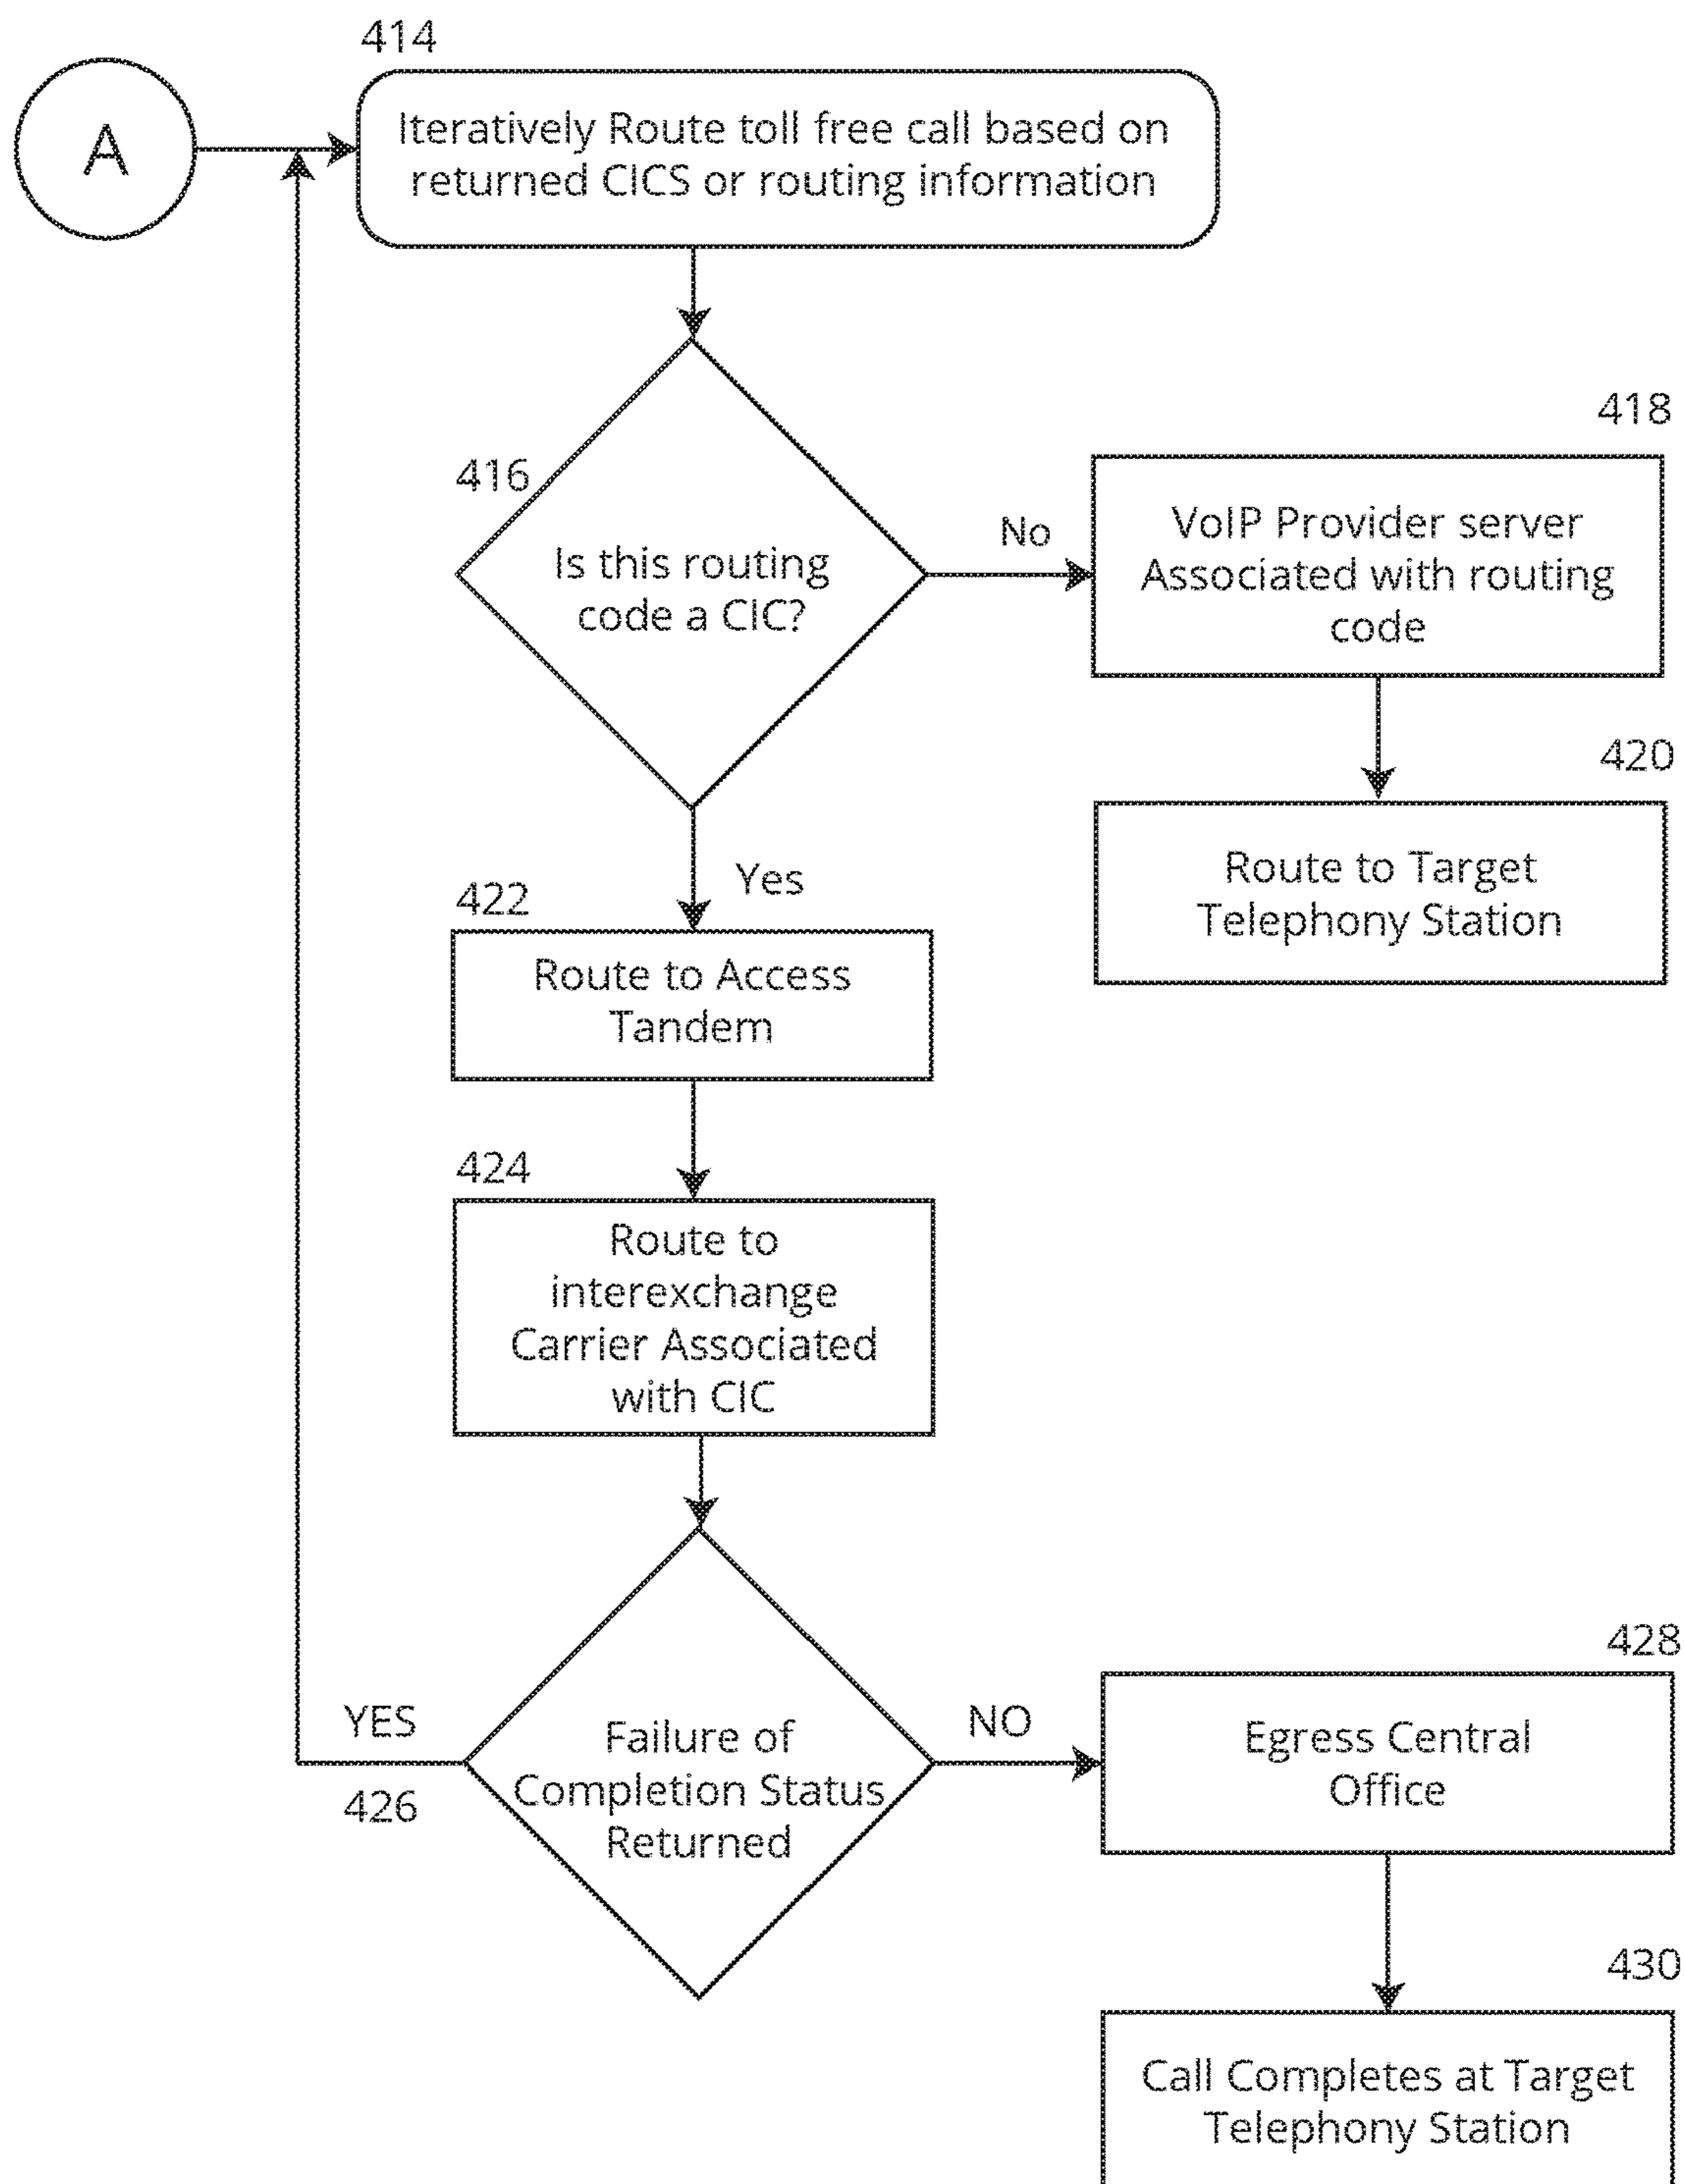 414
A
Iteratively Route toll free call based on
returned CICS or routing information
416
Is this routing
code a CIC?
No
418
VoIP Provider server
Associated with routing
code
420
Route to Target
Telephony Station
Yes
422
Route to Access
Tandem
424
Route to
interexchange
Carrier Associated
with CIC
YES
426
Failure of
Completion Status
Returned
NO
428
Egress Central
Office
430
Call Completes at Target
Telephony Station